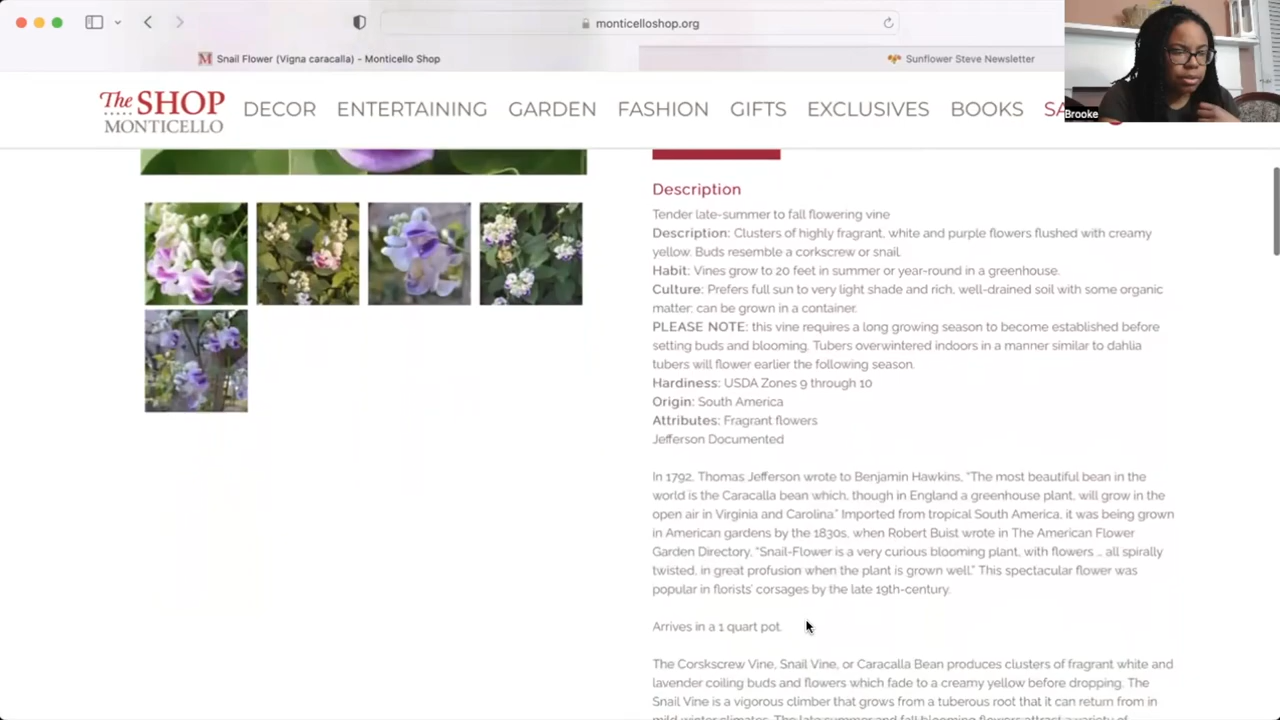 monticelloshop.org
Snail Flower (Vigna caracalla) - Monticello Shop
Sunflower Steve Newsletter
Brooke
The SHOP
MONTICELLO
DECOR ENTERTAINING GARDEN FASHION GIFTS EXCLUSIVES BOOKS
Description
Tender late-summer to fall flowering vine
Description: Clusters of highly fragrant, white and purple flowers flushed with creamy
yellow. Buds resemble a corkscrew or snail.
Habit: Vines grow to 20 feet in summer or year-round in a greenhouse.
Culture: Prefers full sun to very light shade and rich, well-drained soil with some organic
matter; can be grown in a container.
PLEASE NOTE: this vine requires a long growing season to become established before
setting buds and blooming. Tubers overwintered indoors in a manner similar to dahlia
tubers will flower earlier the following season.
Hardiness: USDA Zones 9 through 10
Origin: South America
Attributes: Fragrant flowers
Jefferson Documented
In 1792, Thomas Jefferson wrote to Benjamin Hawkins, "The most beautiful bean in the
world is the Caracalla bean which, though in England a greenhouse plant, will grow in the
open air in Virginia and Carolina." Imported from tropical South America, it was being grown
in American gardens by the 1830s, when Robert Buist wrote in The American Flower
Garden Directory, "Snail-Flower is a very curious blooming plant, with flowers … all spirally
twisted, in great profusion when the plant is grown well." This spectacular flower was
popular in florists' corsages by the late 19th-century.
Arrives in a 1 quart pot.
The Corskscrew Vine, Snail Vine, or Caracalla Bean produces clusters of fragrant white and
lavender coiling buds and flowers which fade to a creamy yellow before dropping. The
Snail Vine is a vigorous climber that grows from a tuberous root that it can return from in
mild winter climates. The late summer and fall blooming flowers attract a variety of